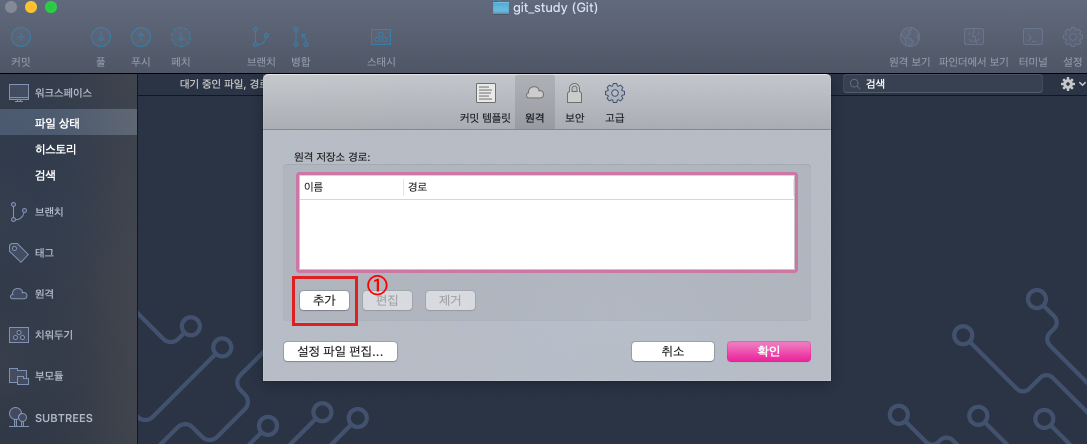 git_study (Git)
커밋 풀 푸시 페치 브랜치 병합 스태시 원격 보기 파인더에서 보기 터미널 설정
워크스페이스
대기 중인 파일, 경로
검색
파일 상태
히스토리
검색
브랜치
태그
원격
치워두기
부모듈
SUBTREES
커밋 템플릿 원격 보안 고급
원격 저장소 경로:
이름 경로
추가 ① 편집 제거
설정 파일 편집... 취소 확인